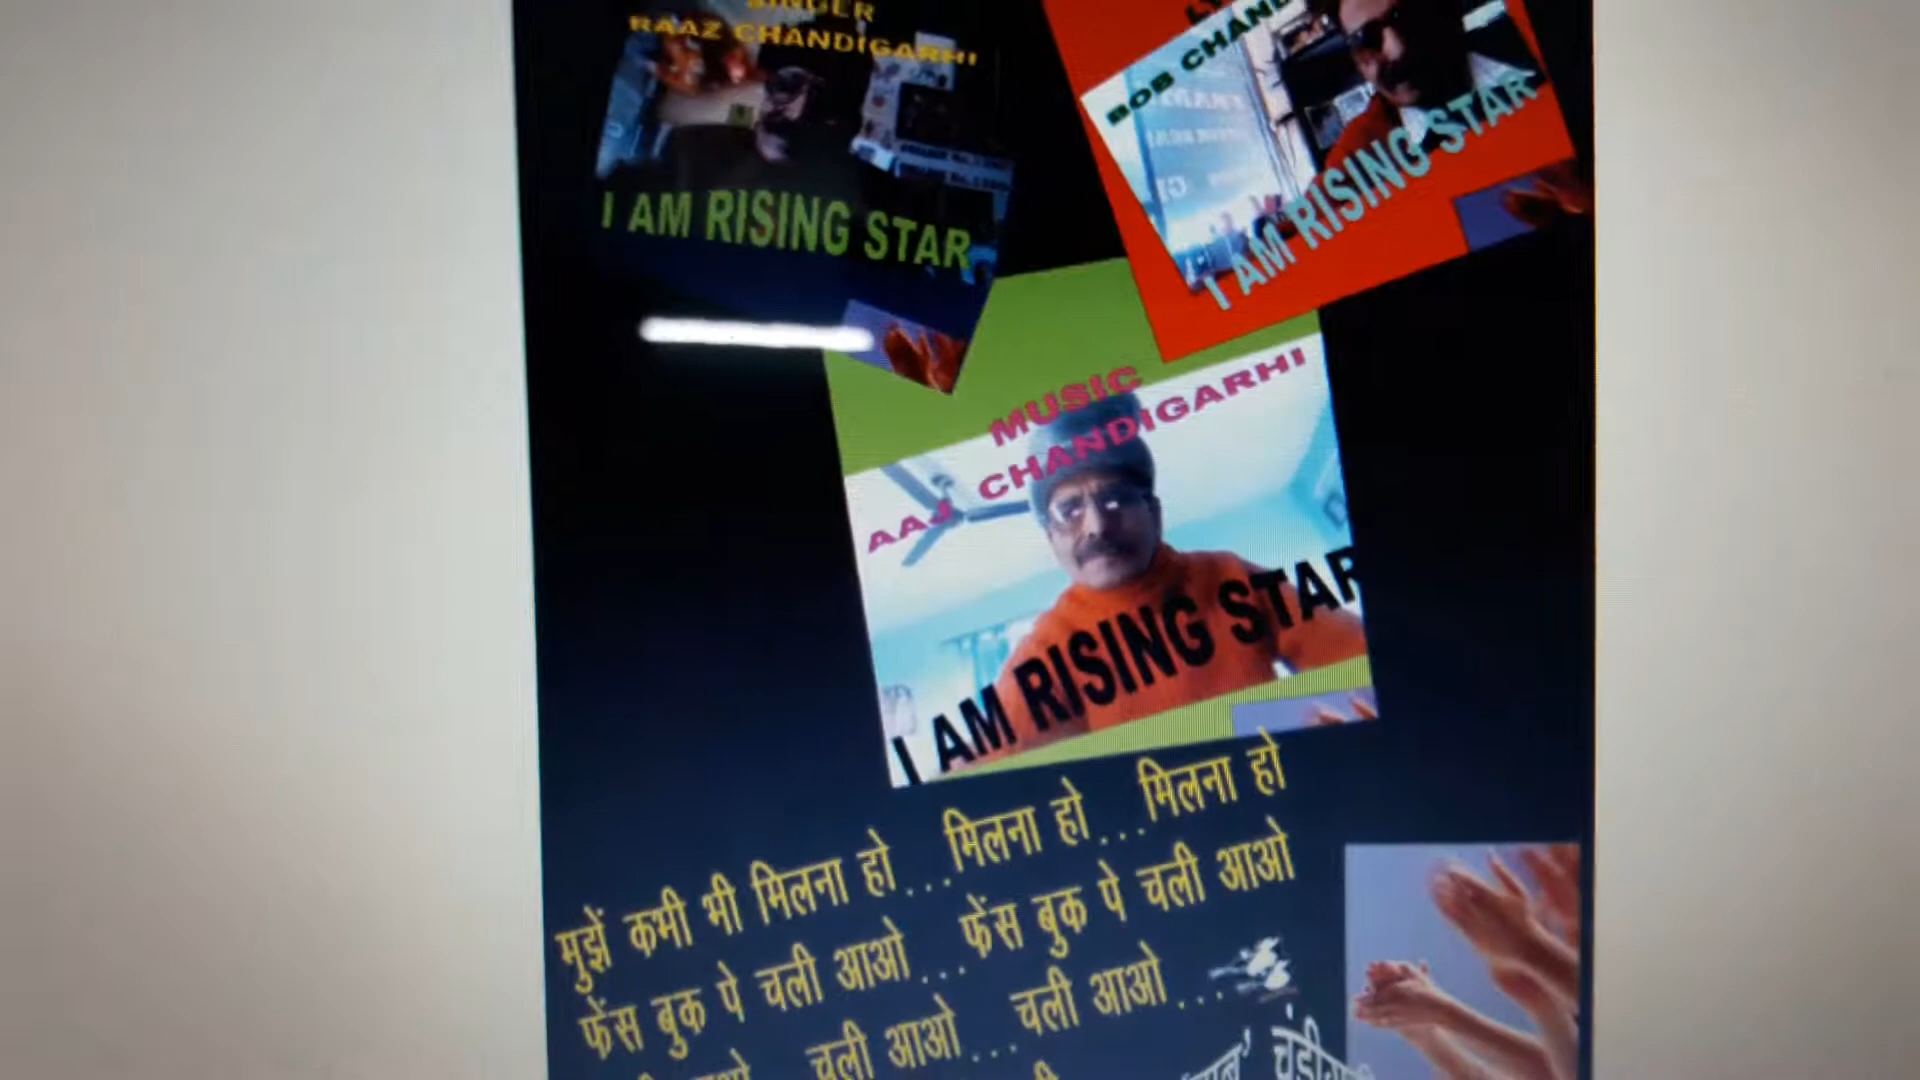 SINGER
RAAZ CHANDIGARHI
I AM RISING STAR
BOB
I AM RISING STAR
MUSIC
AAJ CHANDIGARHI
I AM RISING STAR
मुझें कभी भी मिलना हो...मिलना हो...मिलना हो
फेंस बुक पे चली आओ...फेंस बुक पे चली आओ
चली आओ...चली आओ...